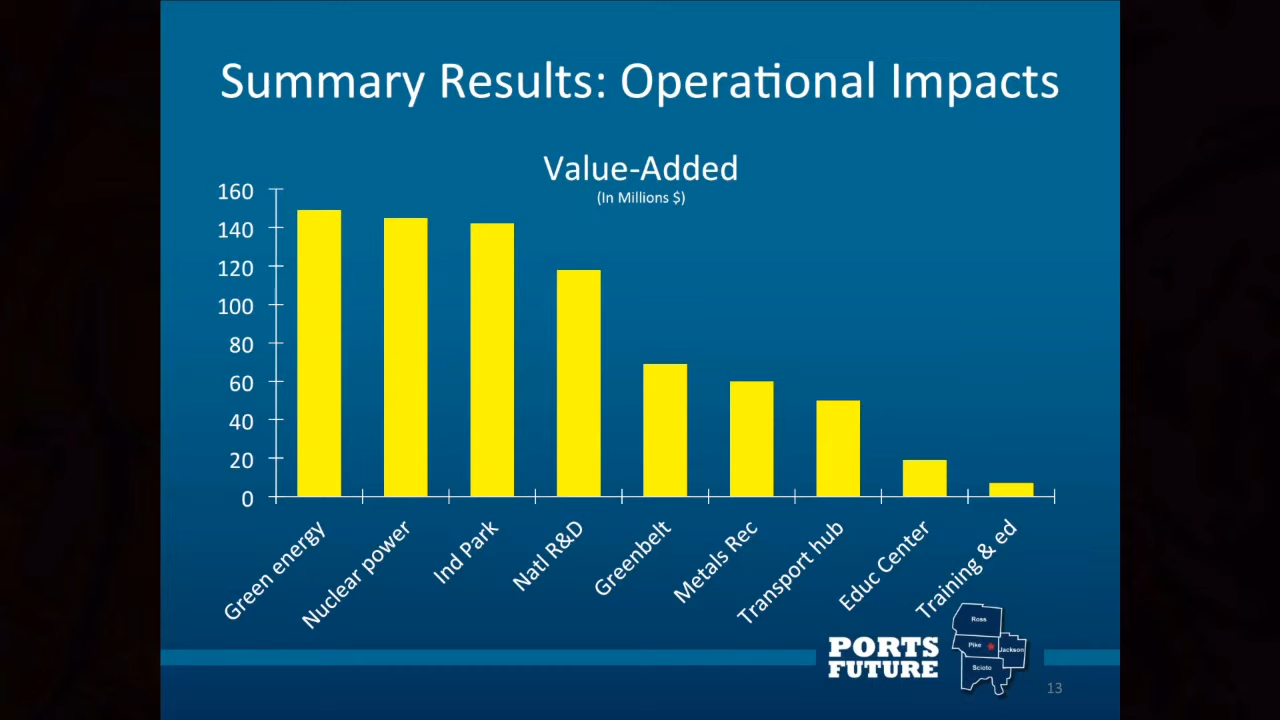 Summary Results: Operational Impacts
Value-Added
(In Millions $)
160
140
120
100
80
60
40
20
0
Green energy
Nuclear power
Ind Park
Natl R&D
Greenbelt
Metals Rec
Transport hub
Educ Center
Training & ed
PORTS
FUTURE
Ross
Pike
Jackson
Scioto
13